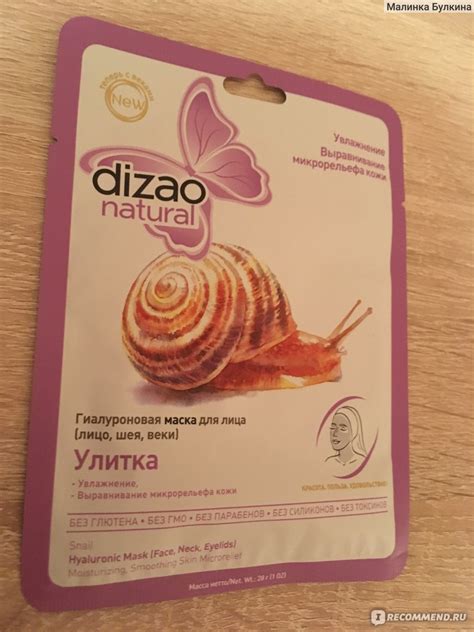 Малинка Булкина
теперь с веками
New
Увлажнение
Выравнивание
микрорельефа кожи
dizao
natural
Гиалуроновая маска для лица
(лицо, шея, веки)
Улитка
- Увлажнение,
- Выравнивание микрорельефа кожи
КРАСОТА. ПОЛЬЗА. УДОВОЛЬСТВИЕ
БЕЗ ГЛЮТЕНА • БЕЗ ГМО • БЕЗ ПАРАБЕНОВ • БЕЗ СИЛИКОНОВ • БЕЗ ТОКСИНОВ
Snail
Hyaluronic Mask (Face, Neck, Eyelids)
Moisturizing, Smoothing Skin Microrelief
Масса нетто/Net. Wt.: 28 г (1 OZ)
IRECOMMEND.RU